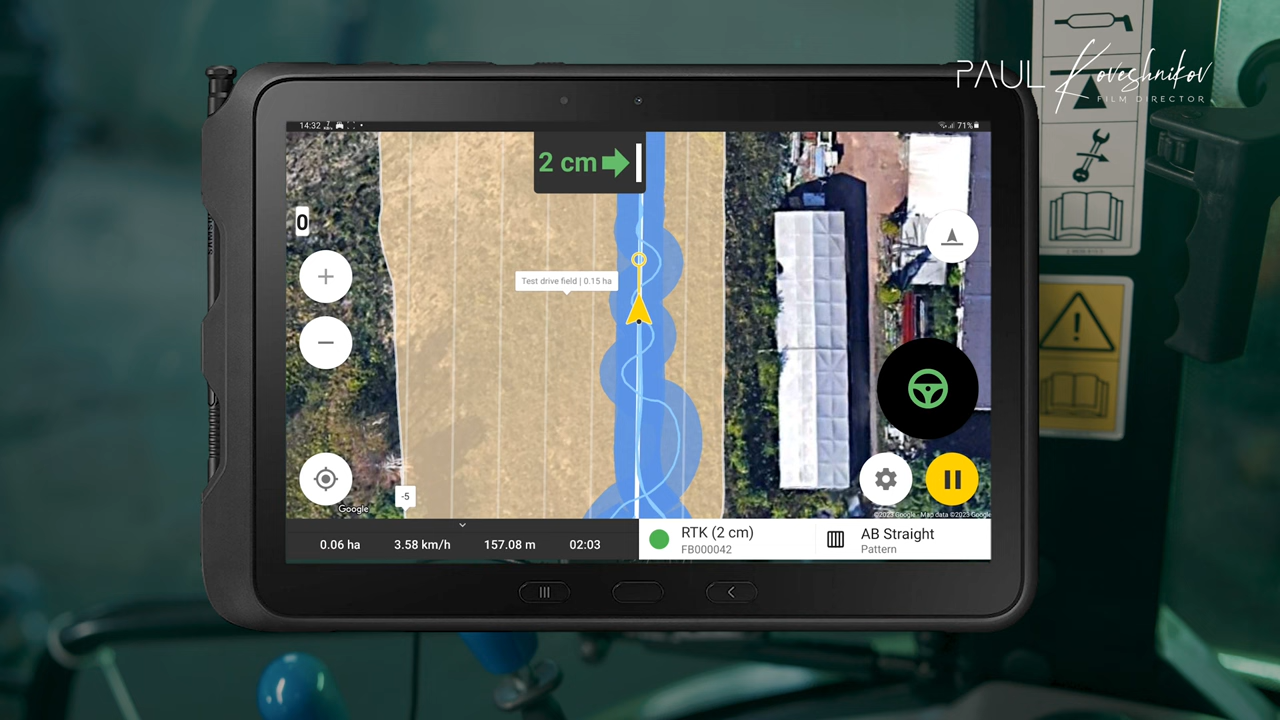 PAUL Koveshnikov
FILM DIRECTOR
14:32
71%
2 cm
0
Test drive field | 0.15 ha
-5
Google
©2023 Google - Map data ©2023 Google
0.06 ha
3.58 km/h
157.08 m
02:03
RTK (2 cm)
FB000042
AB Straight
Pattern